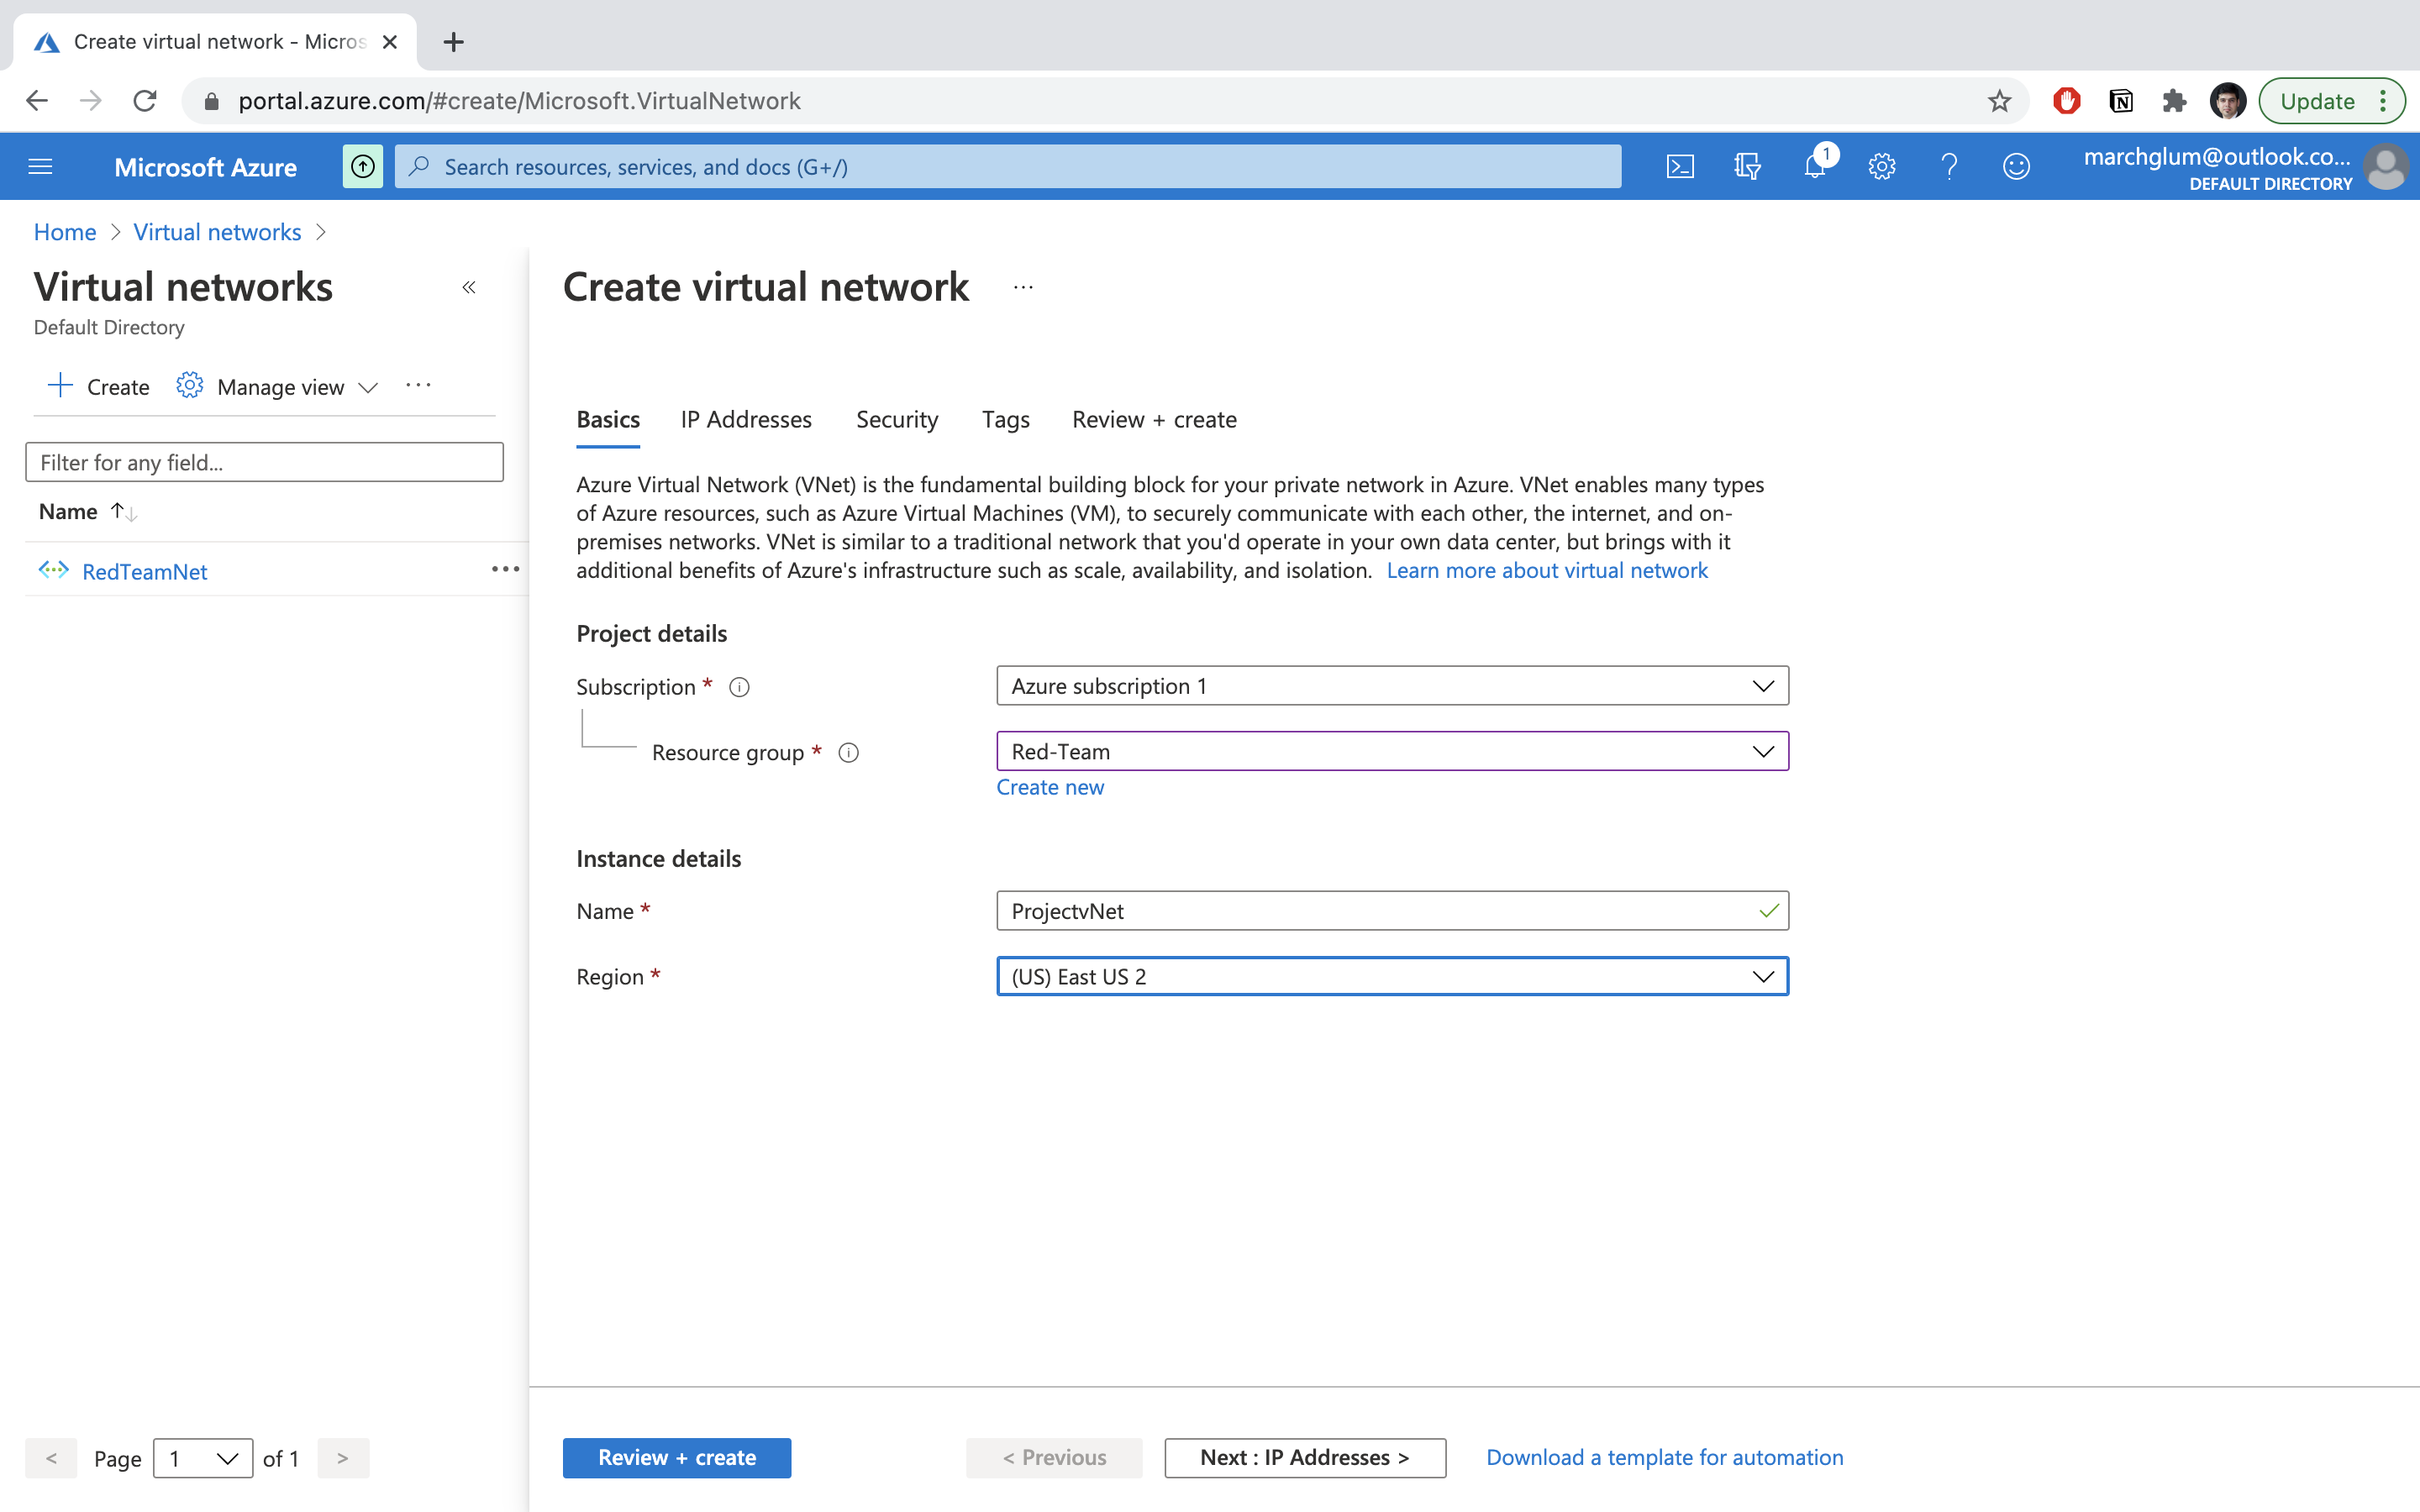 Create virtual network - Micros
portal.azure.com/#create/Microsoft.VirtualNetwork
Update
Microsoft Azure
Search resources, services, and docs (G+/)
1
marchglum@outlook.co...
DEFAULT DIRECTORY
Home > Virtual networks >
Virtual networks
Default Directory
Create
Manage view
Filter for any field...
Name
RedTeamNet
< Page 1 of 1 >
Create virtual network
Basics
IP Addresses
Security
Tags
Review + create
Azure Virtual Network (VNet) is the fundamental building block for your private network in Azure. VNet enables many types
of Azure resources, such as Azure Virtual Machines (VM), to securely communicate with each other, the internet, and on-
premises networks. VNet is similar to a traditional network that you'd operate in your own data center, but brings with it
additional benefits of Azure's infrastructure such as scale, availability, and isolation. Learn more about virtual network
Project details
Subscription *
Azure subscription 1
Resource group *
Red-Team
Create new
Instance details
Name *
ProjectvNet
Region *
(US) East US 2
Review + create
< Previous
Next : IP Addresses >
Download a template for automation